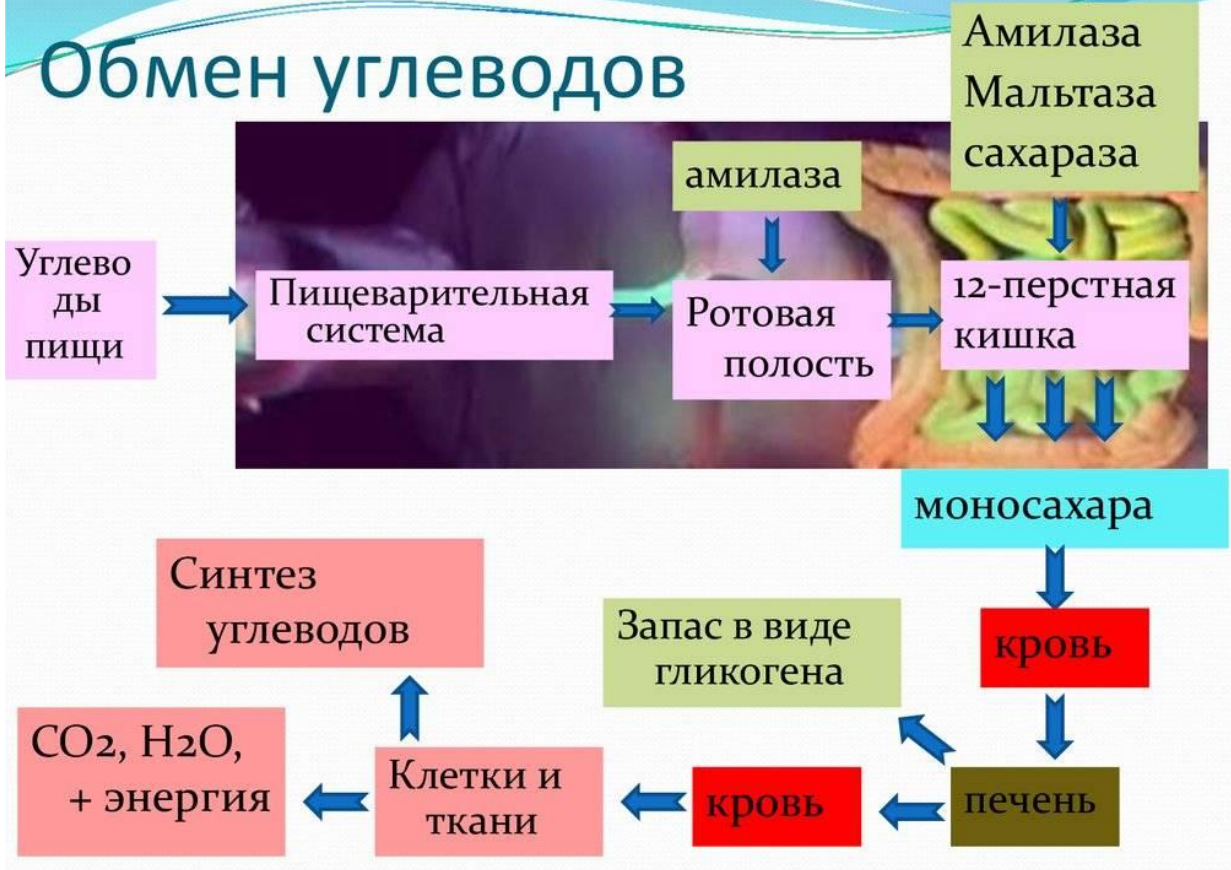 Обмен углеводов
Амилаза
Мальтаза
сахараза
амилаза
Углево
ды
пищи
Пищеварительная
система
Ротовая
полость
12-перстная
кишка
моносахара
Синтез
углеводов
Запас в виде
гликогена
кровь
CO2, H2O,
+ энергия
Клетки и
ткани
кровь
печень